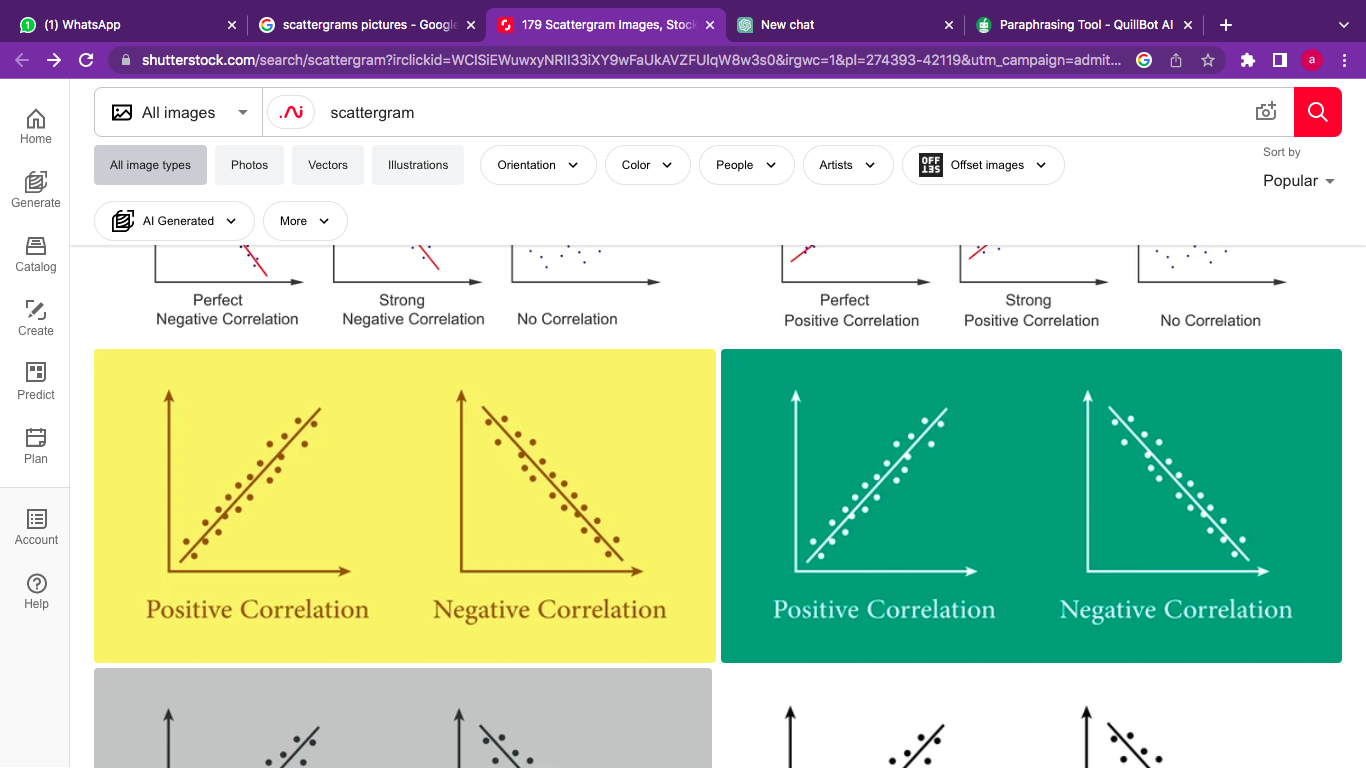 (1) WhatsApp
scattergrams pictures - Google
179 Scattergram Images, Stock
New chat
Paraphrasing Tool - QuillBot AI
shutterstock.com/search/scattergram?irclickid=WClSiEWuwxyNRIl33iXY9wFaUkAVZFUlqW8w3s0&irgwc=1&pl=274393-42119&utm_campaign=admit...
a
Home
Generate
Catalog
Create
Predict
Plan
Account
Help
All images
scattergram
All image types
Photos
Vectors
Illustrations
Orientation
Color
People
Artists
OFF
SET
Offset images
Sort by
Popular
AI Generated
More
Perfect
Negative Correlation
Strong
Negative Correlation
No Correlation
Perfect
Positive Correlation
Strong
Positive Correlation
No Correlation
Positive Correlation
Negative Correlation
Positive Correlation
Negative Correlation